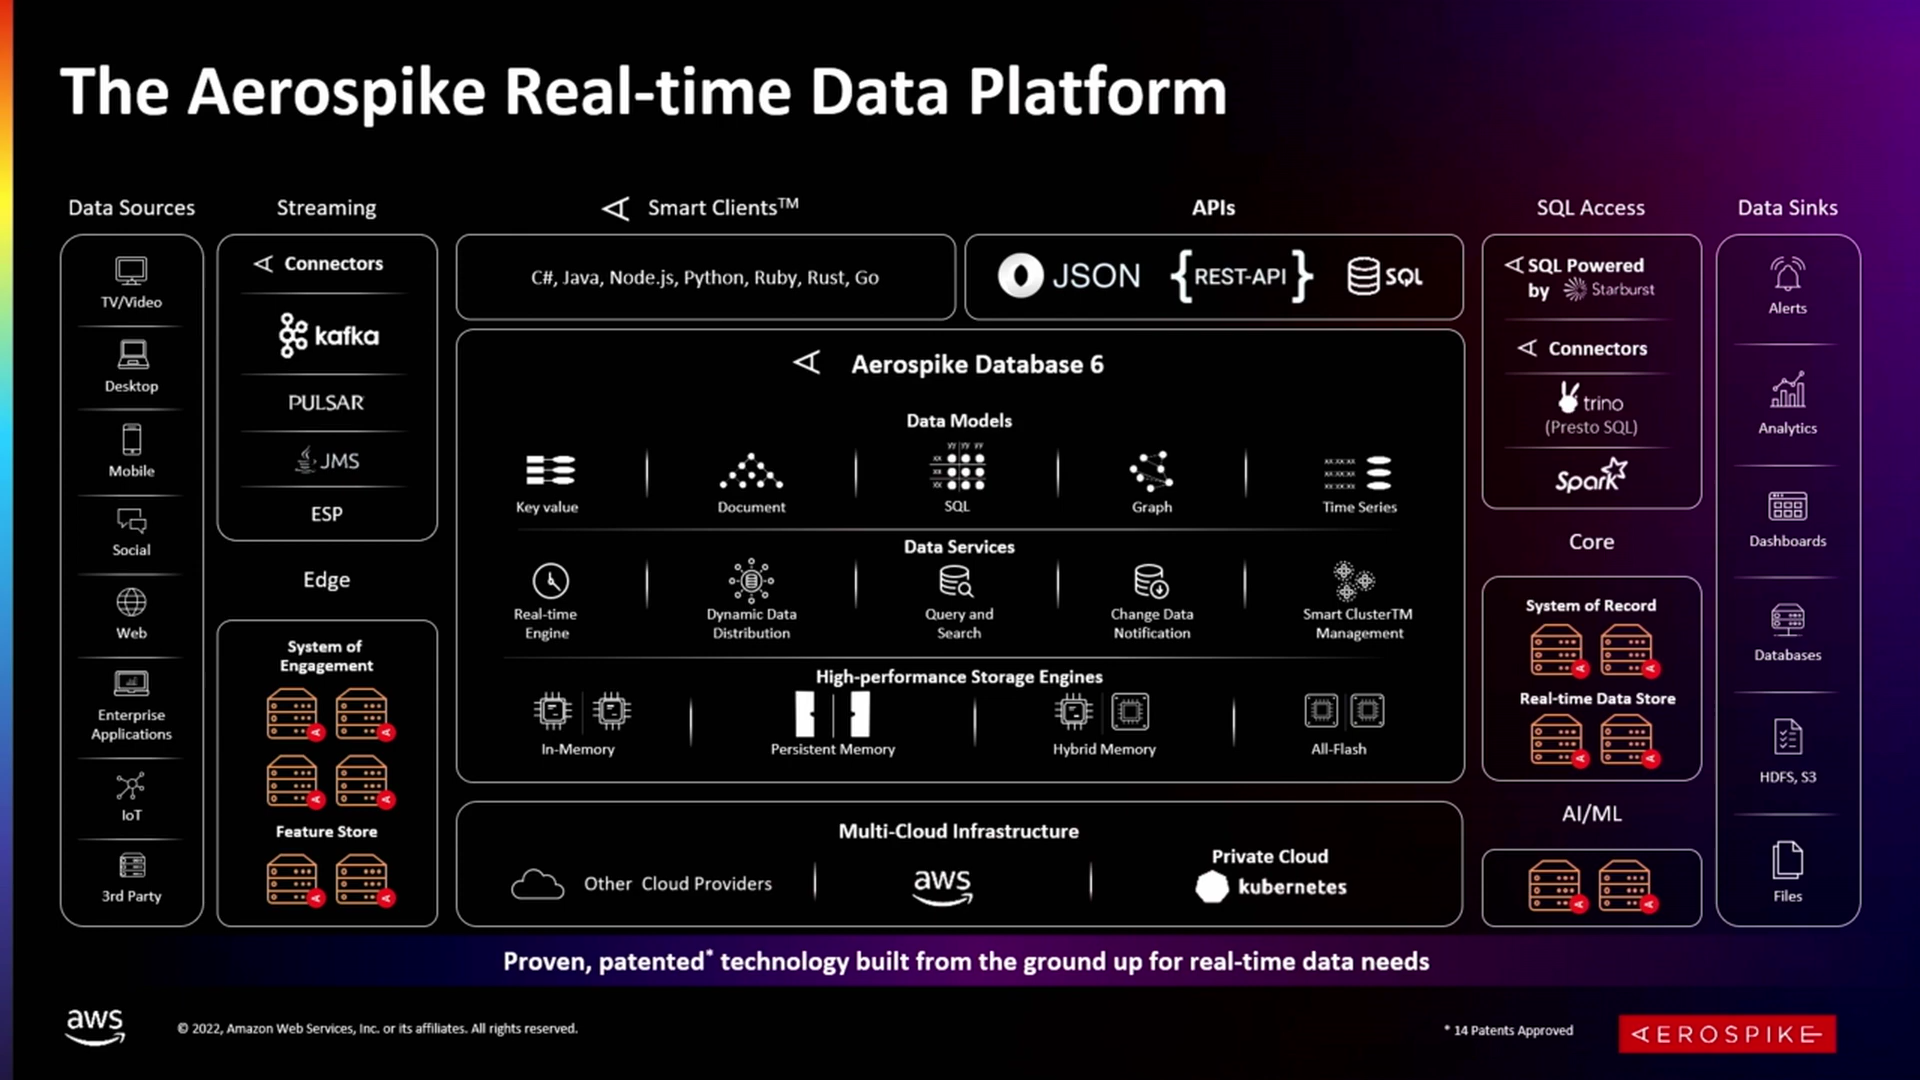 The Aerospike Real-time Data Platform
Data Sources
TV/Video
Desktop
Mobile
Social
Web
Enterprise
Applications
IoT
3rd Party
Streaming
Connectors
kafka
PULSAR
JMS
ESP
Edge
System of
Engagement
Feature Store
Smart Clients™
C#, Java, Node.js, Python, Ruby, Rust, Go
APIs
JSON
{REST-API}
SQL
Aerospike Database 6
Data Models
Key value
Document
SQL
Graph
Time Series
Data Services
Real-time
Engine
Dynamic Data
Distribution
Query and
Search
Change Data
Notification
Smart ClusterTM
Management
High-performance Storage Engines
In-Memory
Persistent Memory
Hybrid Memory
All-Flash
Multi-Cloud Infrastructure
Other Cloud Providers
aws
Private Cloud
kubernetes
SQL Access
SQL Powered
by Starburst
Connectors
trino
(Presto SQL)
Spark
Core
System of Record
Real-time Data Store
AI/ML
Data Sinks
Alerts
Analytics
Dashboards
Databases
HDFS, S3
Files
Proven, patented* technology built from the ground up for real-time data needs
aws
© 2022, Amazon Web Services, Inc. or its affiliates. All rights reserved.
* 14 Patents Approved
AEROSPIKE